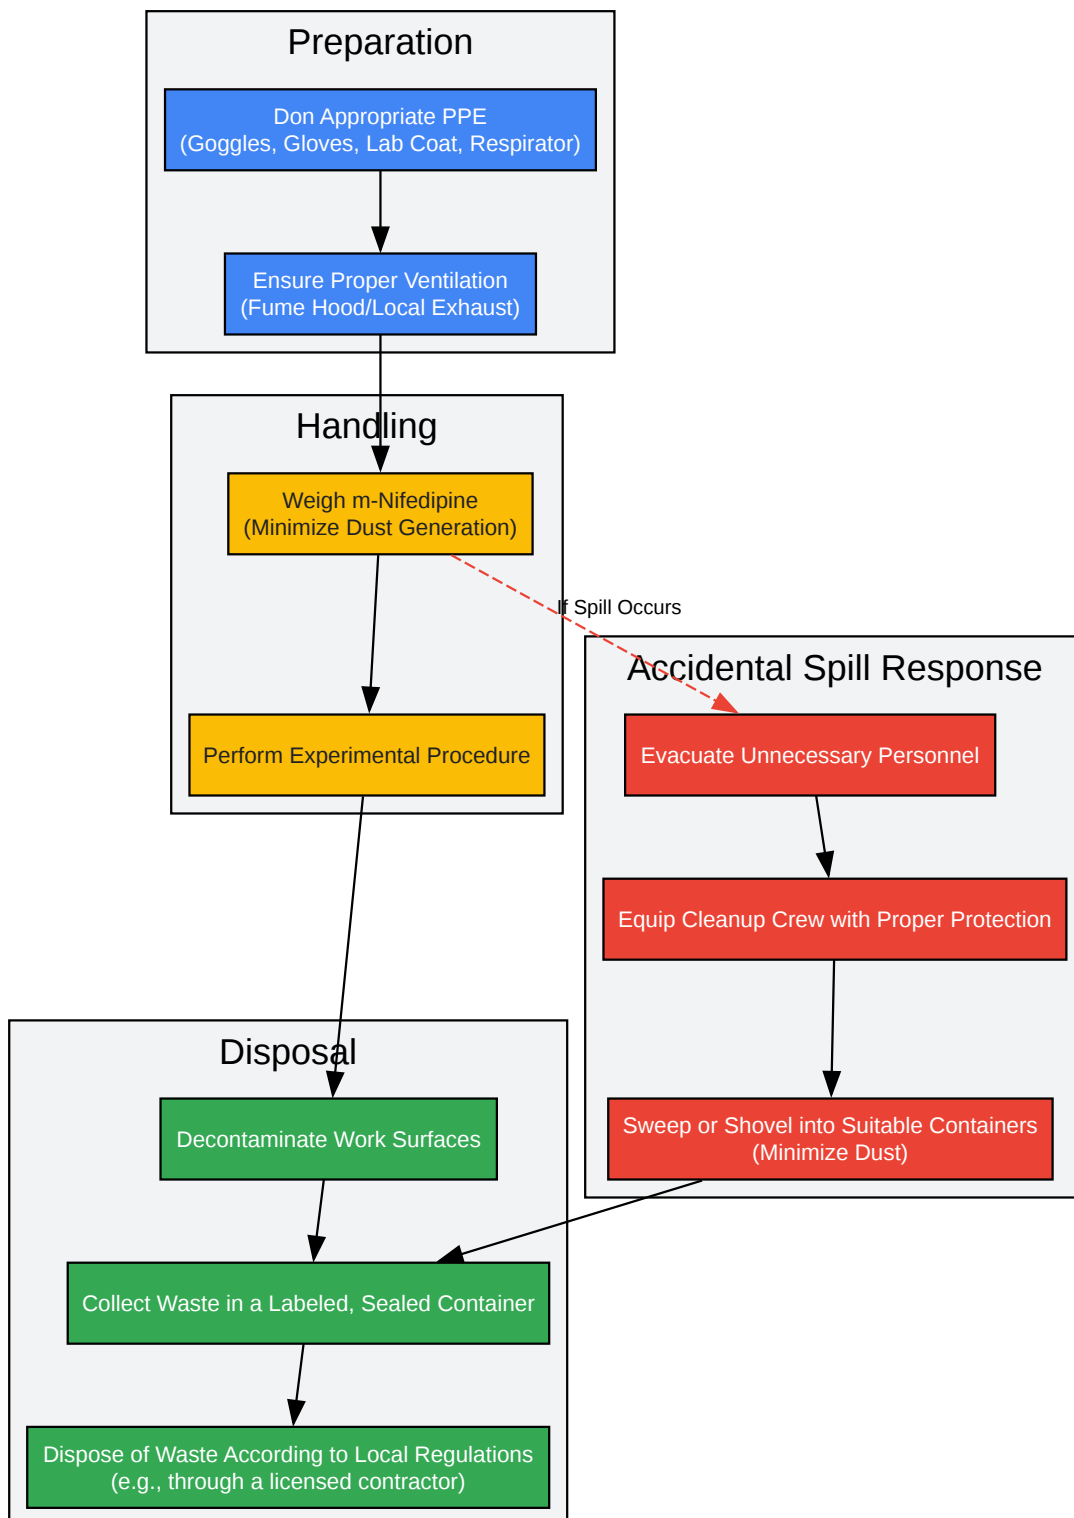 Preparation
Don Appropriate PPE
(Goggles, Gloves, Lab Coat, Respirator)
Ensure Proper Ventilation
(Fume Hood/Local Exhaust)
Handling
Weigh m-Nifedipine
(Minimize Dust Generation)
If Spill Occurs
Perform Experimental Procedure
Accidental Spill Response
Evacuate Unnecessary Personnel
Equip Cleanup Crew with Proper Protection
Sweep or Shovel into Suitable Containers
(Minimize Dust)
Disposal
Decontaminate Work Surfaces
Collect Waste in a Labeled, Sealed Container
Dispose of Waste According to Local Regulations
(e.g., through a licensed contractor)